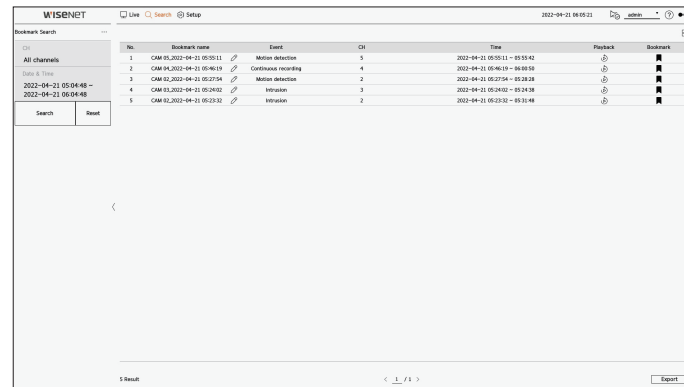 WISENET Live Search Setup 2022-04-21 06:05:21 admin ?
Bookmark Search ...
CH
All channels
Date & Time
2022-04-21 05:04:48 ~
2022-04-21 06:04:48
Search Reset
No. Bookmark name Event CH Time Playback Bookmark
1 CAM 05_2022-04-21 05:55:11 Motion detection 5 2022-04-21 05:55:11 ~ 05:55:42
2 CAM 04_2022-04-21 05:46:19 Continuous recording 4 2022-04-21 05:46:19 ~ 06:00:50
3 CAM 02_2022-04-21 05:27:54 Motion detection 2 2022-04-21 05:27:54 ~ 05:28:28
4 CAM 03_2022-04-21 05:24:02 Intrusion 3 2022-04-21 05:24:02 ~ 05:24:38
5 CAM 02_2022-04-21 05:23:32 Intrusion 2 2022-04-21 05:23:32 ~ 05:31:48
5 Result < 1 / 1 > Export